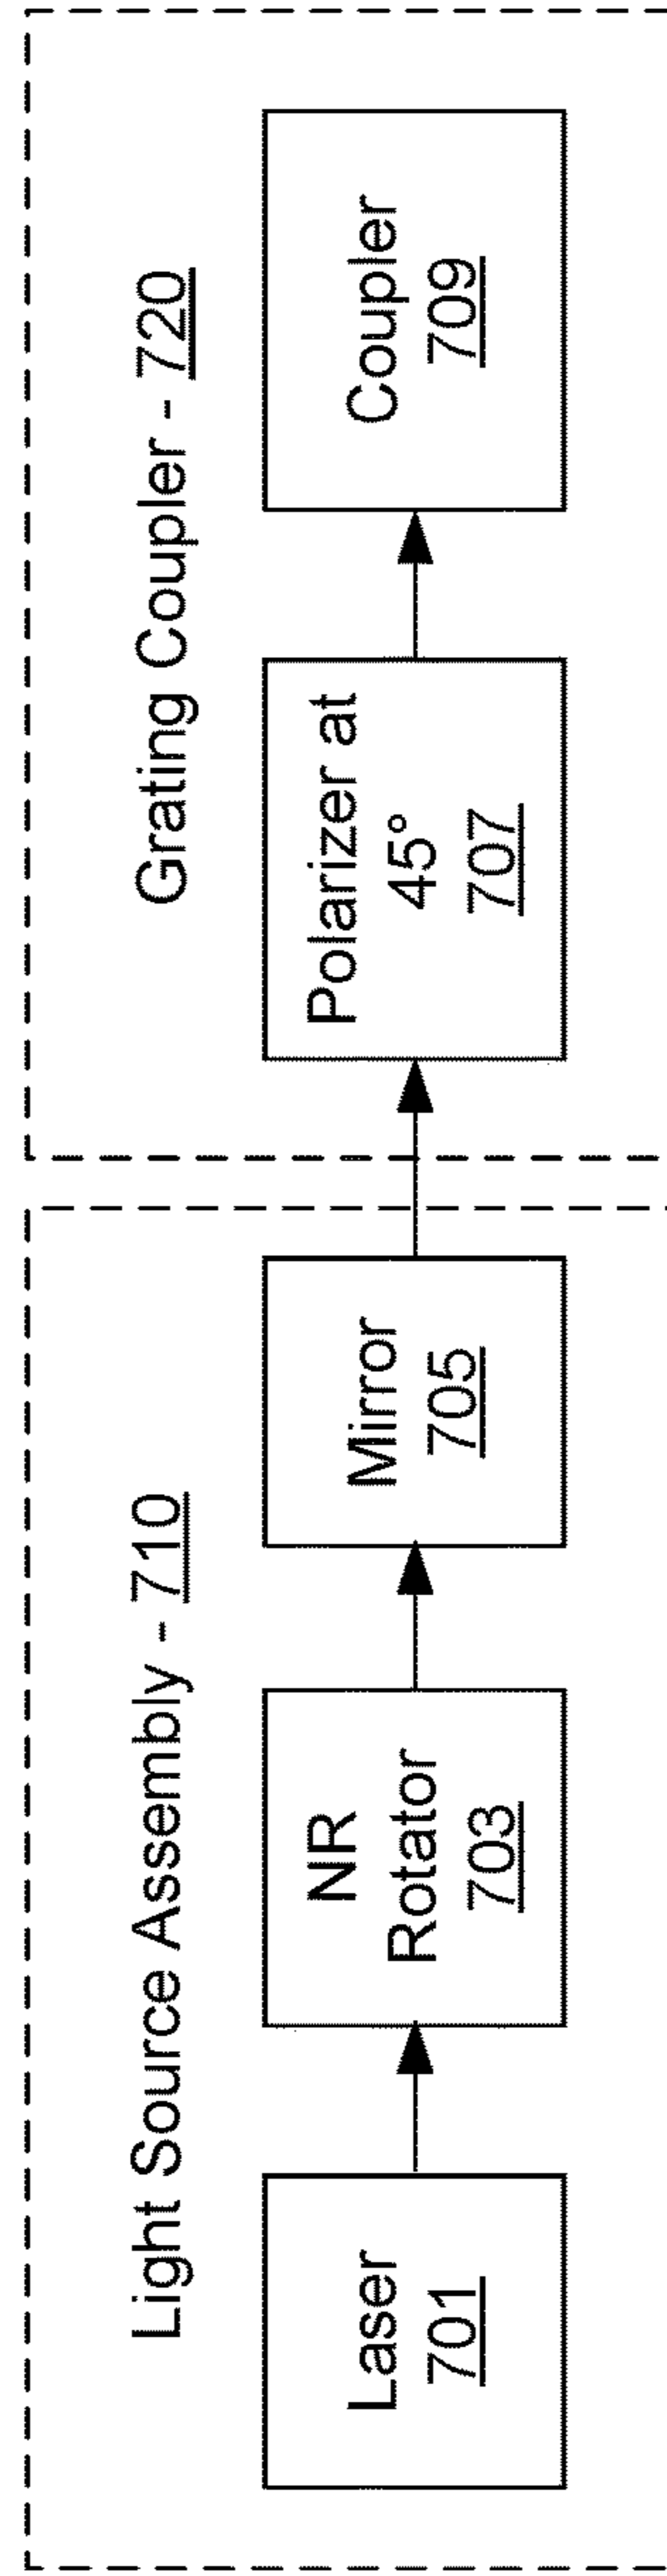 Light Source Assembly - 710
Laser
701
NR
Rotator
703
Mirror
705
Grating Coupler - 720
Polarizer at
45°
707
Coupler
709